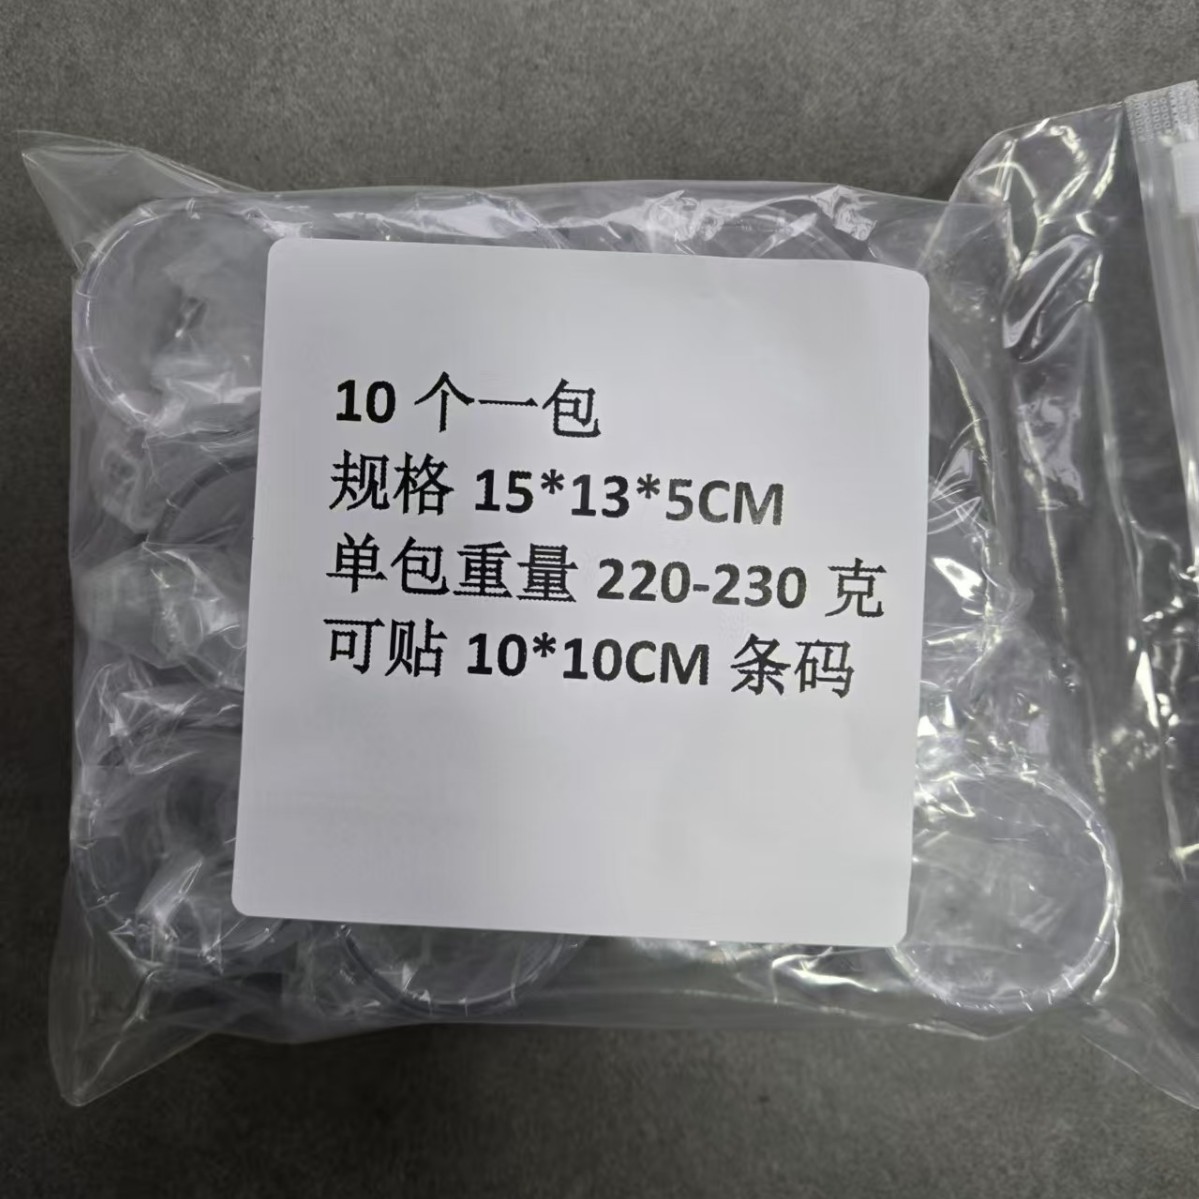 10 个一包
规格 15*13*5CM
单包重量 220-230 克
可贴 10*10CM 条码